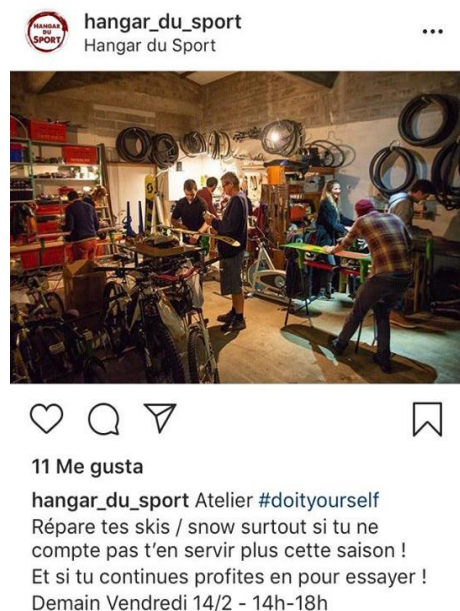 HANGAR
DU
SPORT
hangar_du_sport
Hangar du Sport
11 Me gusta
hangar_du_sport Atelier #doityourself
Répare tes skis / snow surtout si tu ne
compte pas t'en servir plus cette saison !
Et si tu continues profites en pour essayer !
Demain Vendredi 14/2 - 14h-18h